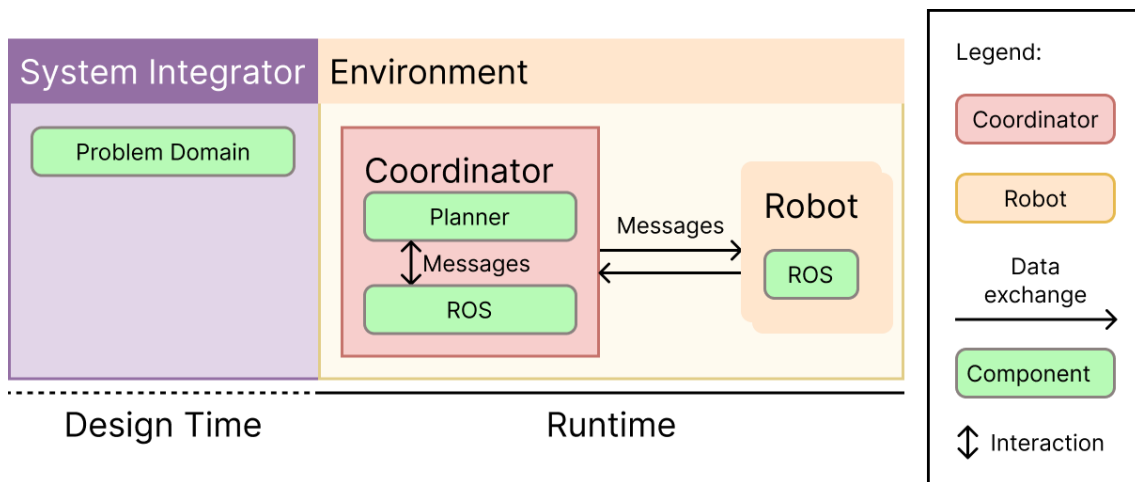 System Integrator
Environment
Problem Domain
Coordinator
Planner
Messages
ROS
Messages
Robot
ROS
Design Time
Runtime
Legend:
Coordinator
Robot
Data
exchange
Component
Interaction